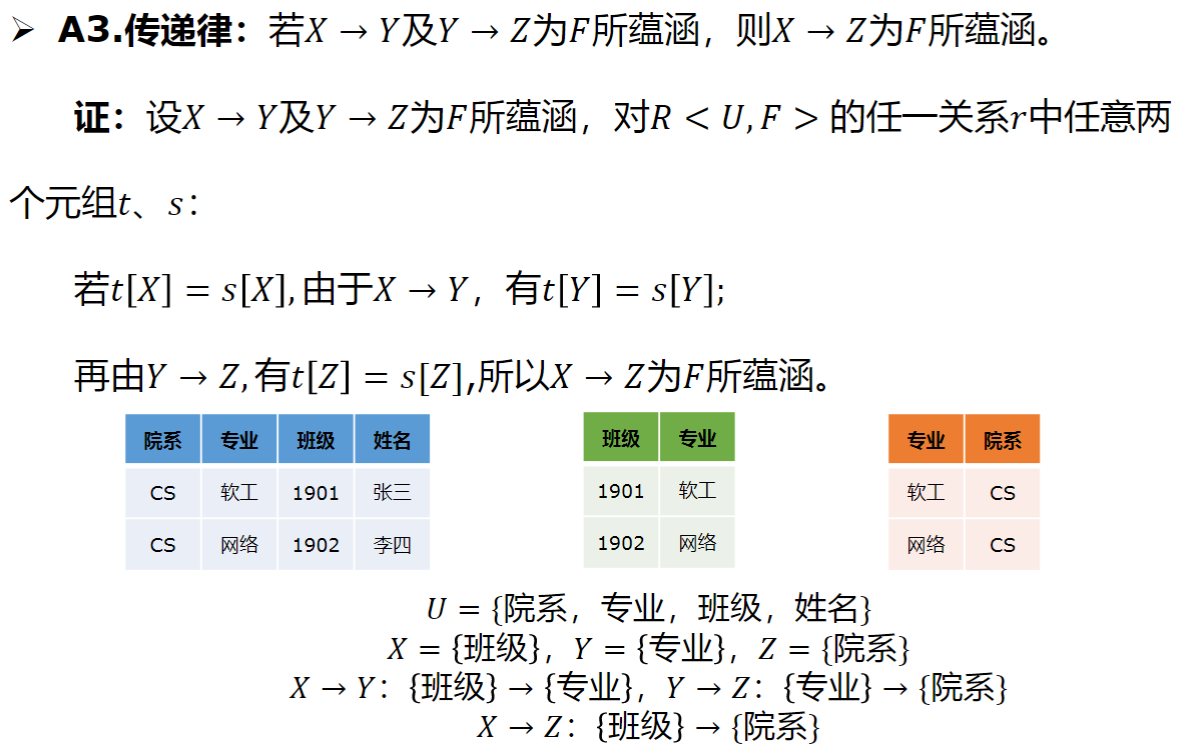 ➢ A3.传递律：若X → Y及Y → Z为F所蕴涵，则X → Z为F所蕴涵。
证：设X → Y及Y → Z为F所蕴涵，对R < U, F > 的任一关系r中任意两
个元组t、s：
若t[X] = s[X], 由于X → Y，有t[Y] = s[Y];
再由Y → Z, 有t[Z] = s[Z],所以X → Z为F所蕴涵。
院系 专业 班级 姓名
CS 软工 1901 张三
CS 网络 1902 李四
班级 专业
1901 软工
1902 网络
专业 院系
软工 CS
网络 CS
U = {院系，专业，班级，姓名}
X = {班级}，Y = {专业}，Z = {院系}
X → Y：{班级} → {专业}，Y → Z：{专业} → {院系}
X → Z：{班级} → {院系}